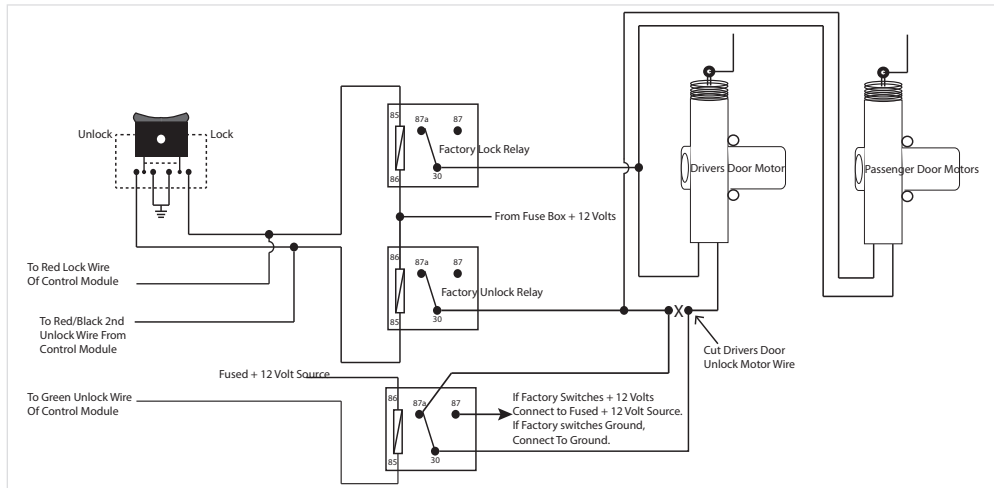 Unlock
Lock
85
87a
87
Factory Lock Relay
86
30
Drivers Door Motor
Passenger Door Motors
From Fuse Box + 12 Volts
86
87a
87
Factory Unlock Relay
85
30
To Red Lock Wire
Of Control Module
To Red/Black 2nd
Unlock Wire From
Control Module
X
Cut Drivers Door
Unlock Motor Wire
Fused + 12 Volt Source
To Green Unlock Wire
Of Control Module
86
87a
87
85
30
If Factory Switches + 12 Volts
Connect to Fused + 12 Volt Source.
If Factory switches Ground,
Connect To Ground.